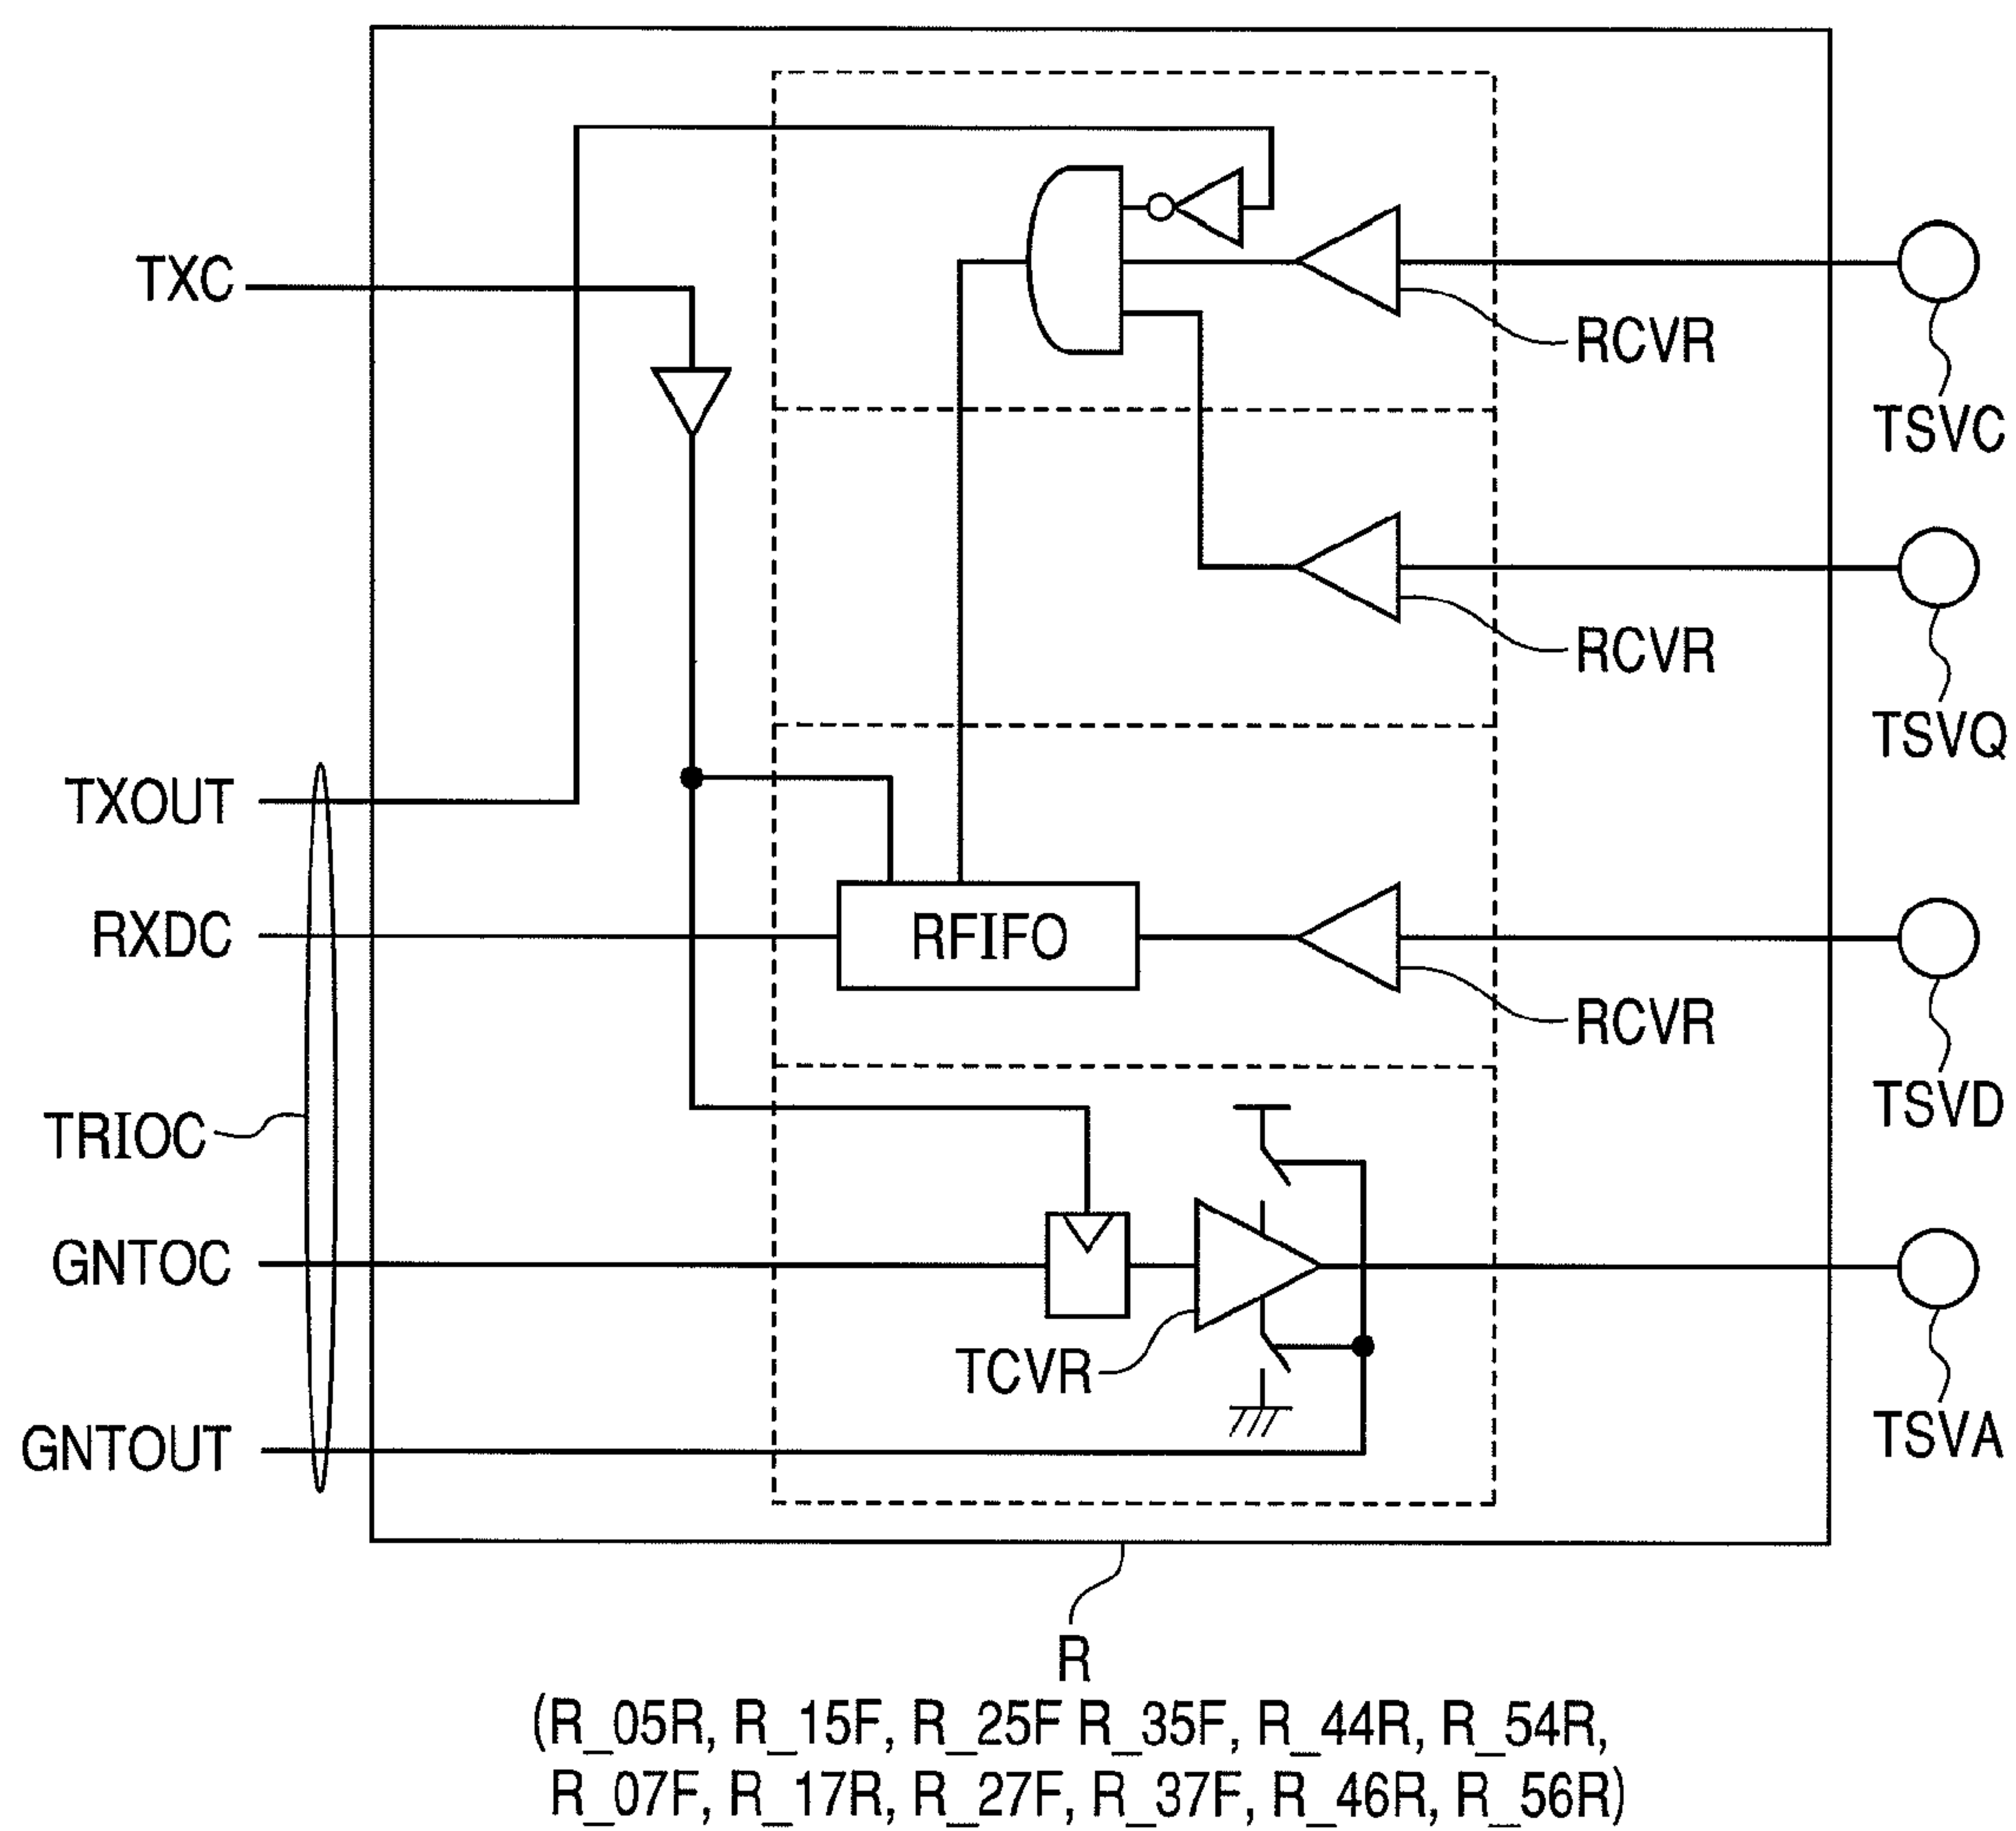 TXC
RCVR
TSVC
RCVR
TSVQ
TXOUT
RXDC
RFIFO
RCVR
TSVD
TRIOC
GNTOC
TCVR
TSVA
GNTOUT
R
(R_05R, R_15F, R_25F R_35F, R_44R, R_54R,
R_07F, R_17R, R_27F, R_37F, R_46R, R_56R)